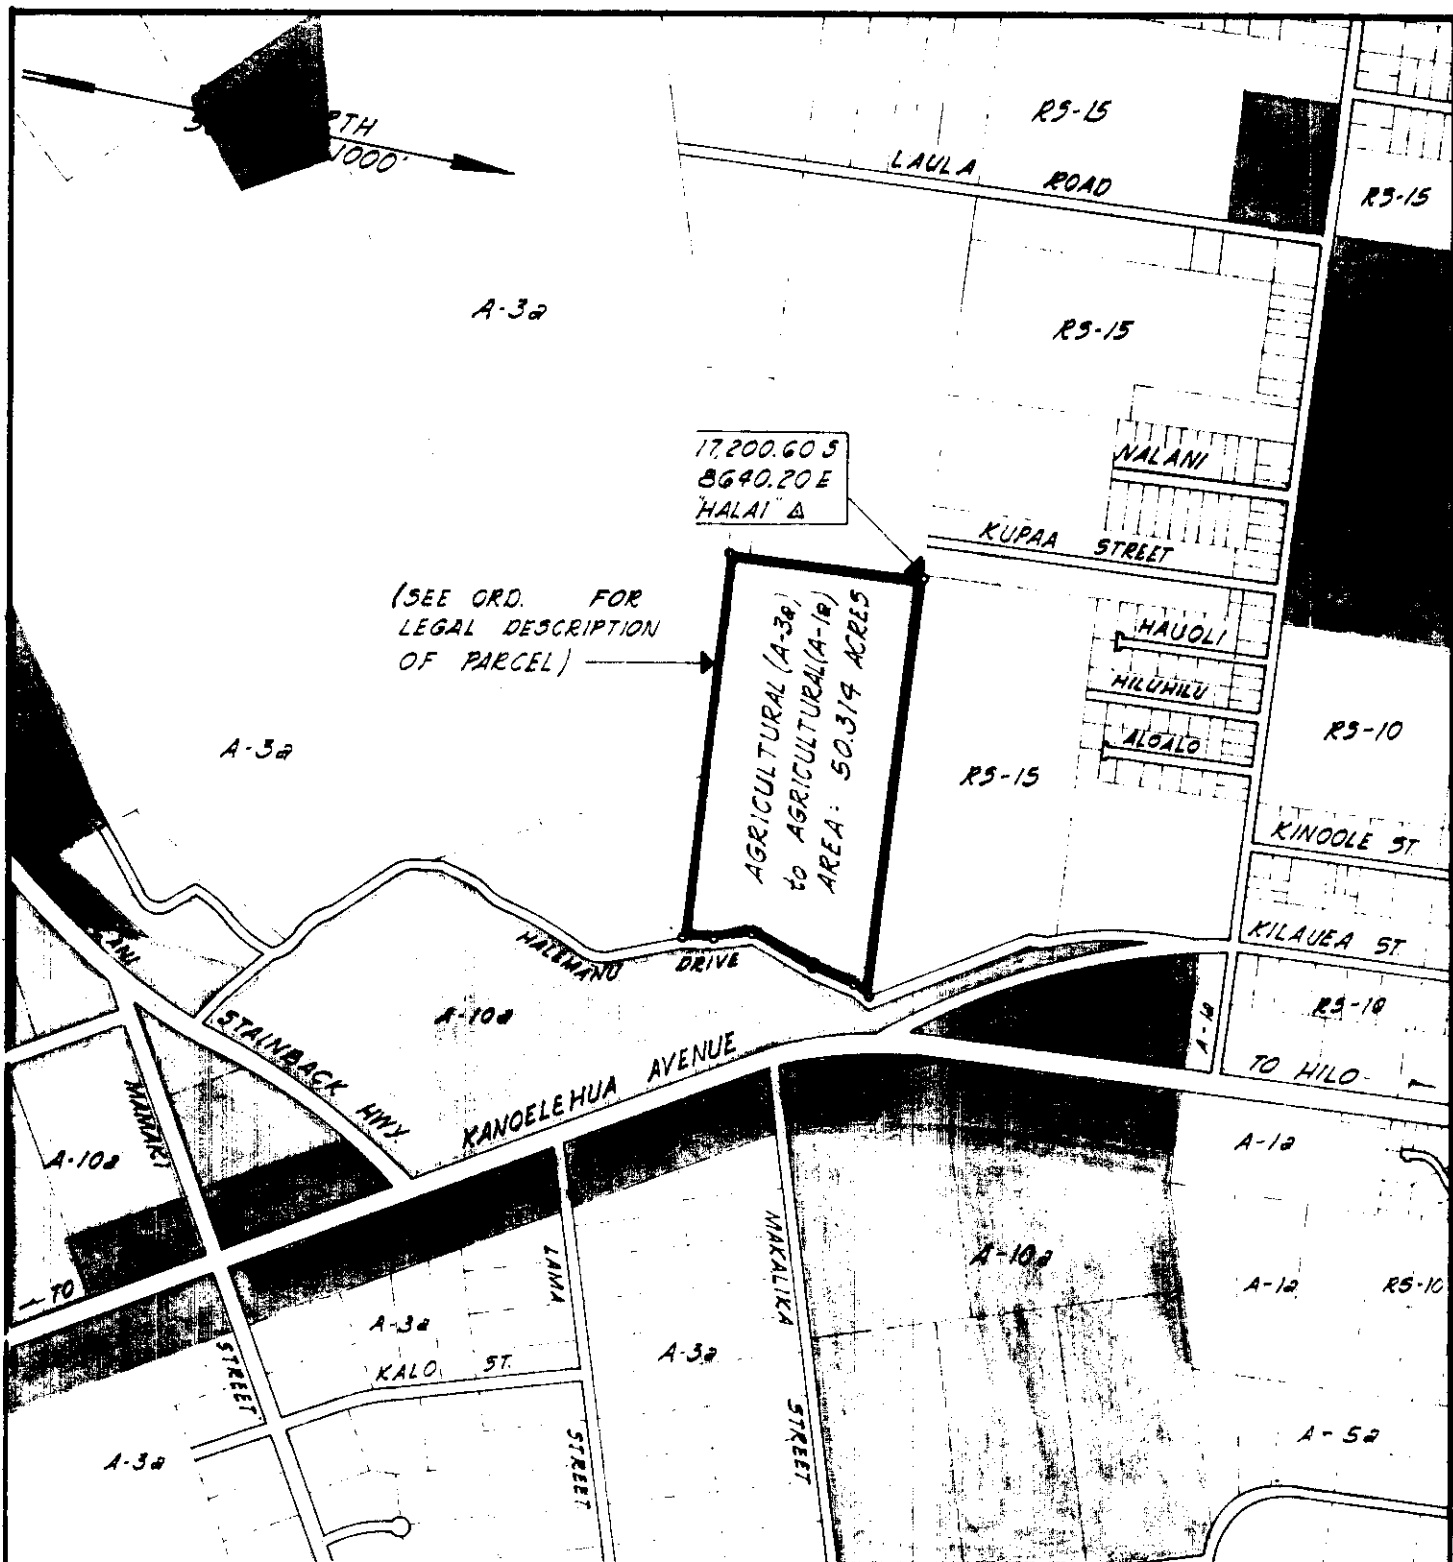 RS-15
RTH
1000'
LAULA ROAD
RS-15
A-3a
RS-15
17,200.60 S
8640.20 E
"HALAI" △
NALANI
KUPAA STREET
(SEE ORD. FOR
LEGAL DESCRIPTION
OF PARCEL)
AGRICULTURAL (A-3a)
to AGRICULTURAL (A-1a)
AREA: 50.314 ACRES
HAUOLI
HILUHILU
ALOALO
RS-10
A-3a
RS-15
KINOOLE ST.
KILAUEA ST.
HALEMANU DRIVE
ZANI
A-10a
STAINBACK HWY.
KANOELEHUA AVENUE
A-1a
RS-10
TO HILO
MAMAKI STREET
A-10a
A-1a
LAMA STREET
MAKALIKA STREET
A-10a
A-1a
RS-10
TO
A-3a
KALO ST.
A-3a
A-5a
A-3a